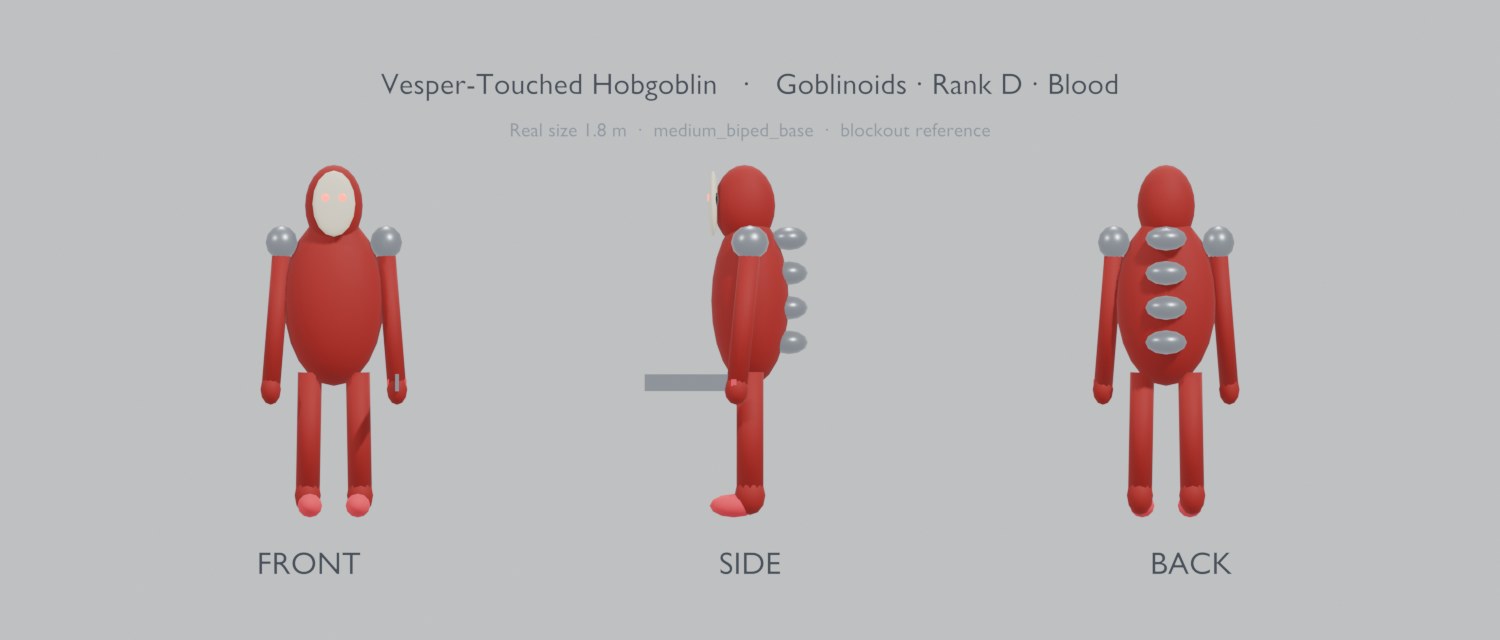 Vesper-Touched Hobgoblin · Goblinoids · Rank D · Blood
Real size 1.8 m · medium_biped_base · blockout reference
FRONT SIDE BACK